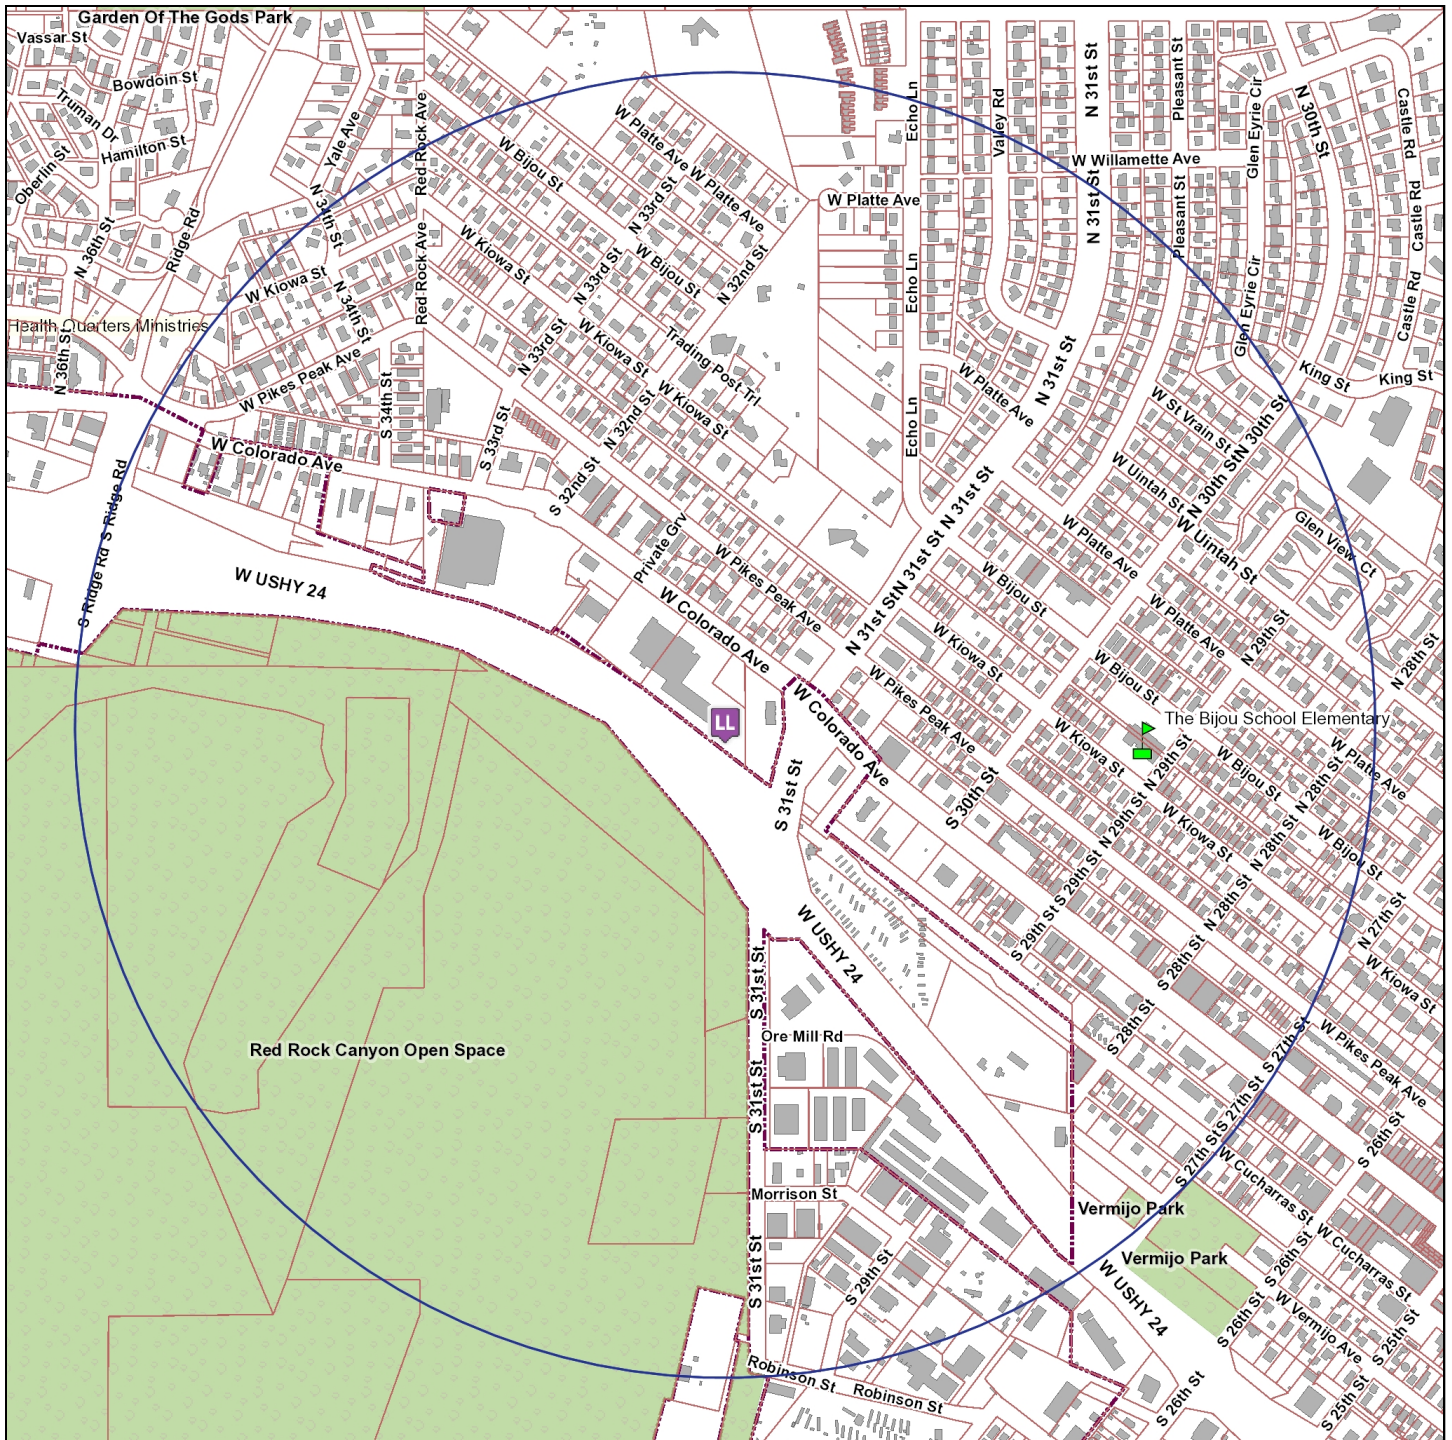 Garden Of The Gods Park
Vassar St
Bowdoin St
Truman Dr
Hamilton St
Oberlin St
Yale Ave
Red Rock Ave
N 34th St
N 36th St
Ridge Rd
W Kiowa St
N 34th St
Red Rock Ave
Health Quarters Ministries
N 36th St
W Pikes Peak Ave
S 34th St
W Colorado Ave
S 33rd St
W Bijou St
W Platte Ave
W Platte Ave
N 33rd St
W Kiowa St
N 33rd St
W Bijou St
N 32nd St
N 33rd St
W Kiowa St
Trading Post Trl
W Kiowa St
N 32nd St
S 32nd St
Echo Ln
Valley Rd
N 31st St
Pleasant St
Glen Eyrie Cir
N 30th St
Castle Rd
W Willamette Ave
W Platte Ave
N 31st St
Pleasant St
Castle Rd
Echo Ln
Glen Eyrie Cir
Castle Rd
N 31st St
W Platte Ave
King St
King St
Echo Ln
W St Vrain St
N 30th St
W Uintah St
N 30th St
W Uintah St
N 31st St
N 31st St
N 31st St
Glen View Ct
W Platte Ave
W Bijou St
Private Grv
W Pikes Peak Ave
W Colorado Ave
S Ridge Rd
S Ridge Rd
W USHY 24
W Kiowa St
W Platte Ave
N 29th St
N 28th St
W Bijou St
W Pikes Peak Ave
W Colorado Ave
LL
The Bijou School Elementary
W Kiowa St
N 29th St
W Bijou St
W Platte Ave
N 28th St
S 31st St
S 30th St
N 29th St
W Kiowa St
N 28th St
W Bijou St
S 29th St
S 29th St
N 28th St
N 27th St
W USHY 24
S 28th St
W Kiowa St
S 31st St
Ore Mill Rd
S 28th St
S 27th St
W Pikes Peak Ave
Red Rock Canyon Open Space
S 31st St
S 27th St
S 27th St
S 26th St
Morrison St
Vermijo Park
W Cucharras St
Vermijo Park
W Cucharras St
S 31st St
S 29th St
S 26th St
W USHY 24
S 26th St
W Vermijo Ave
S 25th St
Robinson St
Robinson St
S 26th St
S 25th St